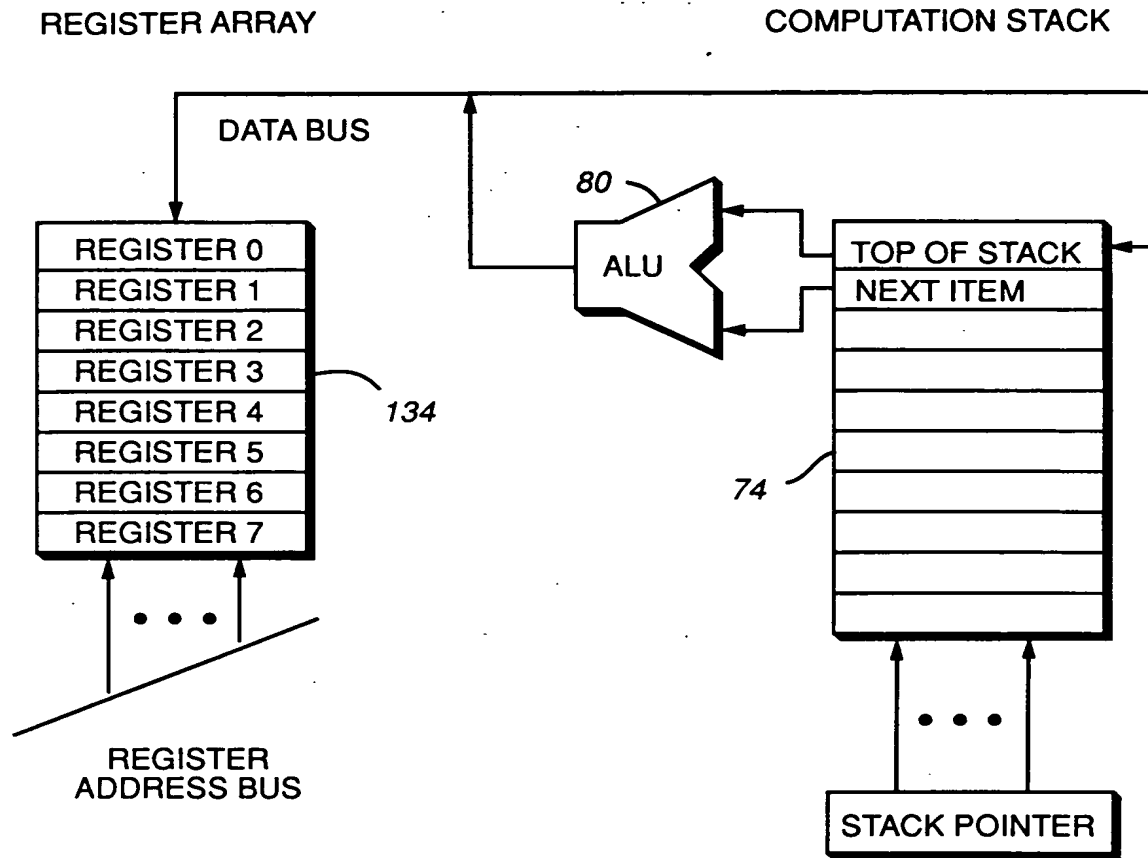 REGISTER ARRAY
COMPUTATION STACK
DATA BUS
80
ALU
REGISTER 0
REGISTER 1
REGISTER 2
REGISTER 3
REGISTER 4
REGISTER 5
REGISTER 6
REGISTER 7
134
TOP OF STACK
NEXT ITEM
74
REGISTER
ADDRESS BUS
STACK POINTER